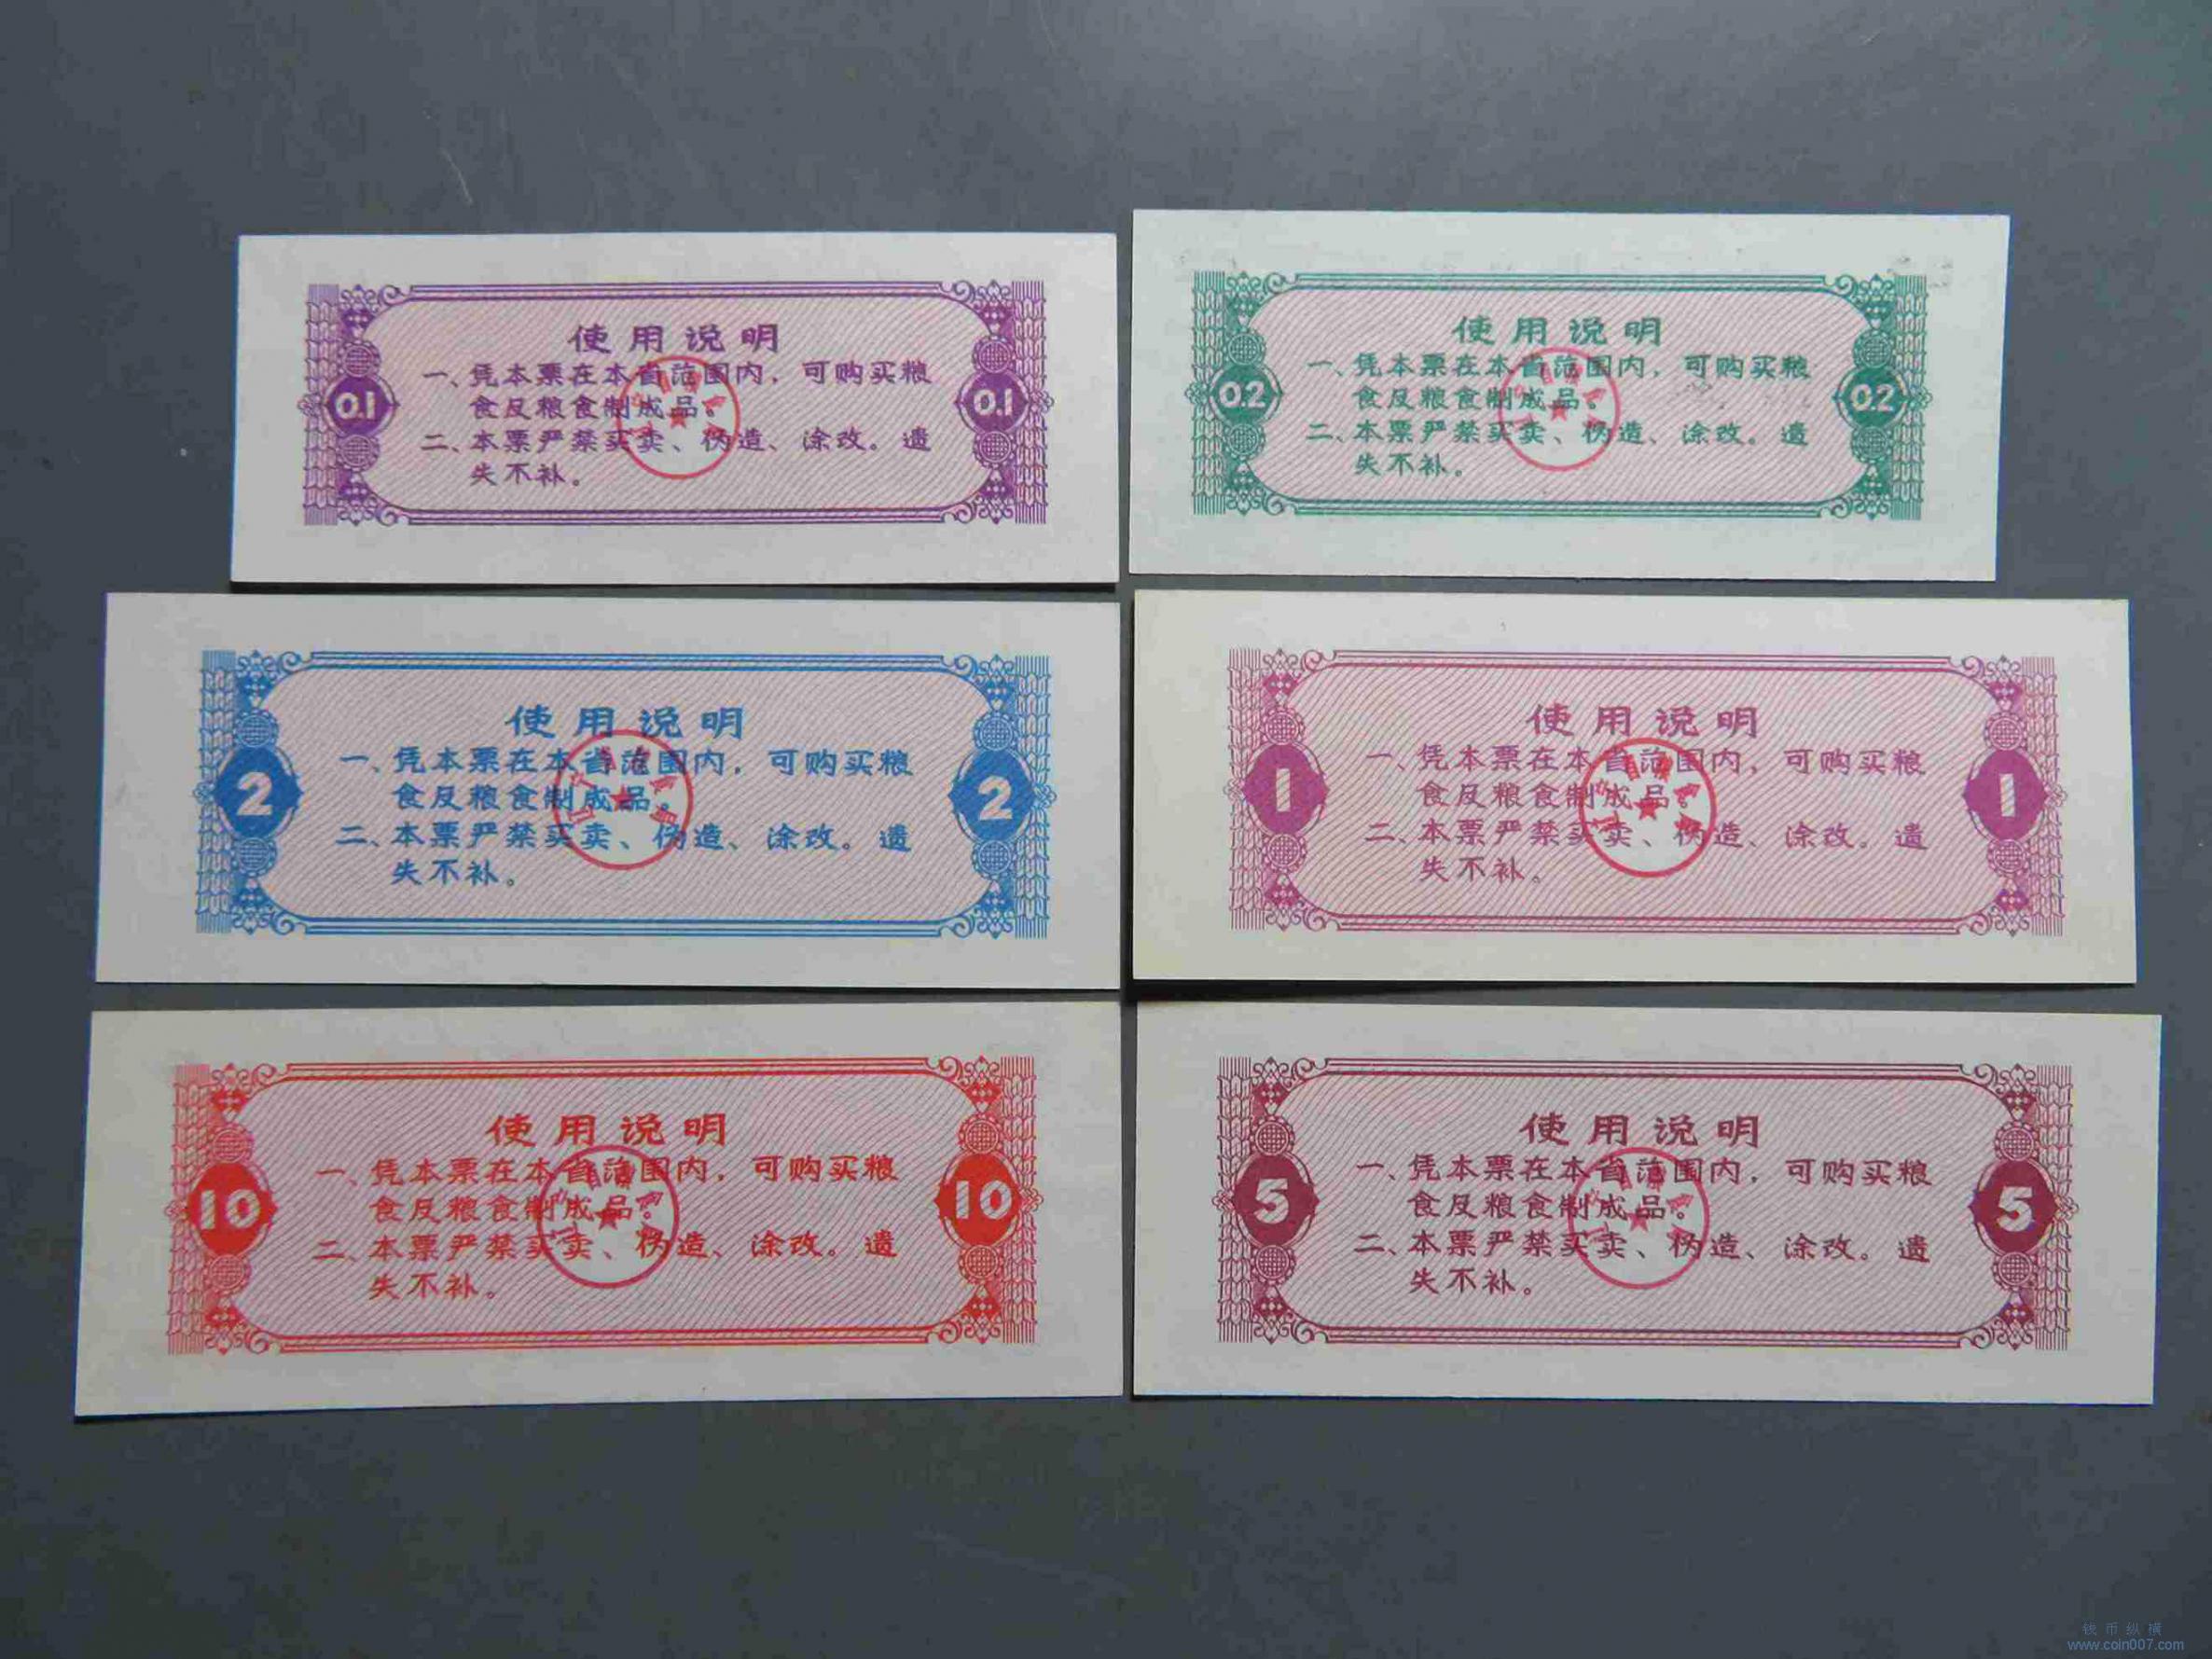 使用说明
0.1
一、凭本票在本省范围内，可购买粮
食及粮食制成品。
二、本票严禁买卖、伪造、涂改。遗
失不补。
0.1
使用说明
0.2
一、凭本票在本省范围内，可购买粮
食及粮食制成品。
二、本票严禁买卖、伪造、涂改。遗
失不补。
0.2
使用说明
2
一、凭本票在本省范围内，可购买粮
食及粮食制成品。
二、本票严禁买卖、伪造、涂改。遗
失不补。
2
使用说明
1
一、凭本票在本省范围内，可购买粮
食及粮食制成品。
二、本票严禁买卖、伪造、涂改。遗
失不补。
1
使用说明
10
一、凭本票在本省范围内，可购买粮
食及粮食制成品。
二、本票严禁买卖、伪造、涂改。遗
失不补。
10
使用说明
5
一、凭本票在本省范围内，可购买粮
食及粮食制成品。
二、本票严禁买卖、伪造、涂改。遗
失不补。
5
钱币纵横
www.coin007.com